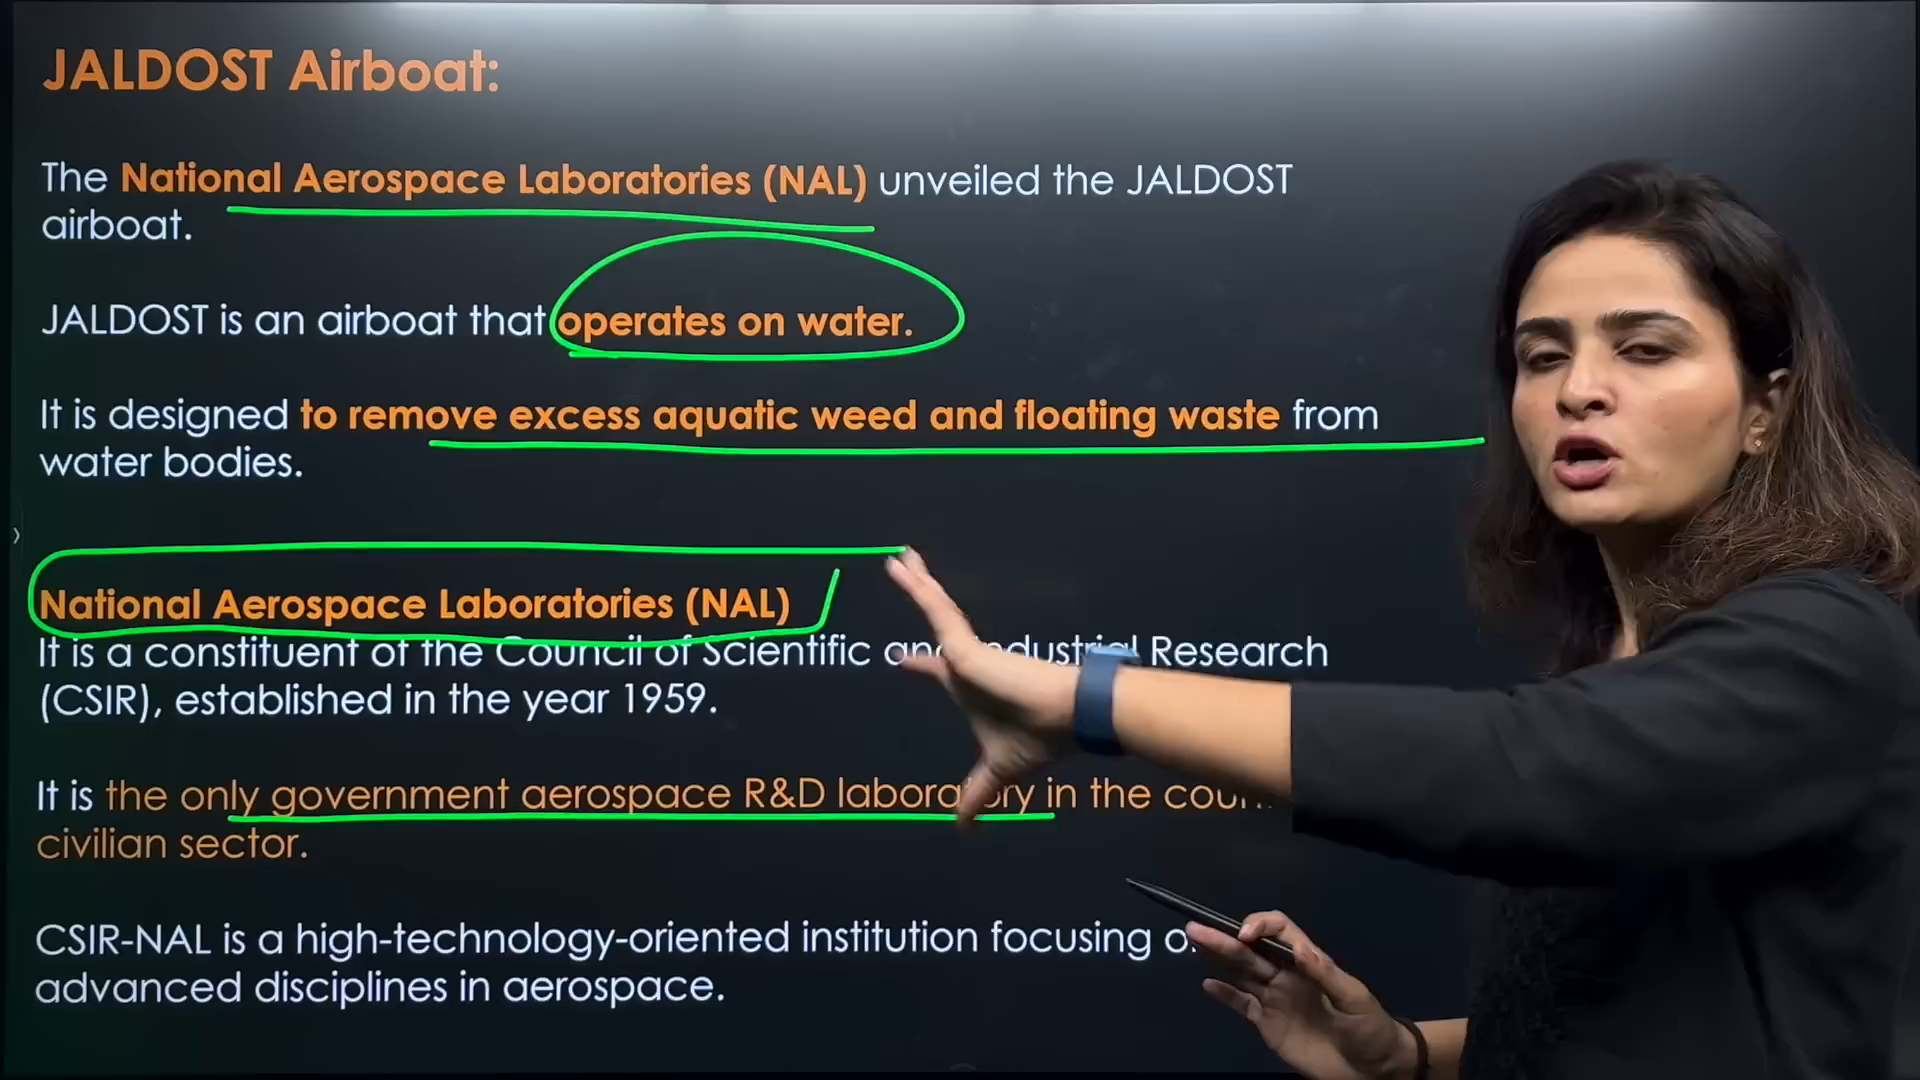 JALDOST Airboat:
The National Aerospace Laboratories (NAL) unveiled the JALDOST
airboat.
JALDOST is an airboat that operates on water.
It is designed to remove excess aquatic weed and floating waste from
water bodies.
National Aerospace Laboratories (NAL)
It is a constituent of the Council of Scientific and Industrial Research
(CSIR), established in the year 1959.
It is the only government aerospace R&D laboratory in the
civilian sector.
CSIR-NAL is a high-technology-oriented institution focusing
advanced disciplines in aerospace.